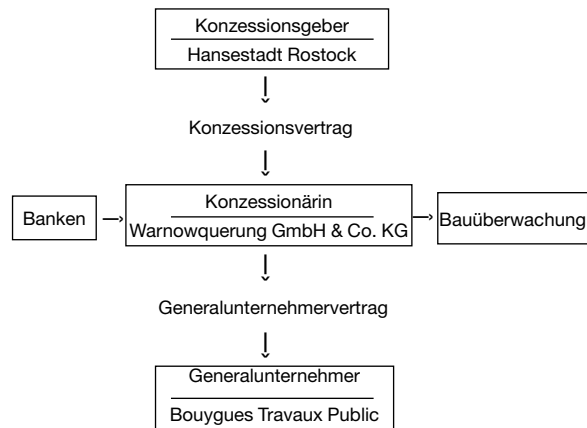 Konzessionsgeber
Hansestadt Rostock
Konzessionsvertrag
Banken
Konzessionärin
Warnowquerung GmbH & Co. KG
Bauüberwachung
Generalunternehmervertrag
Generalunternehmer
Bouygues Travaux Public